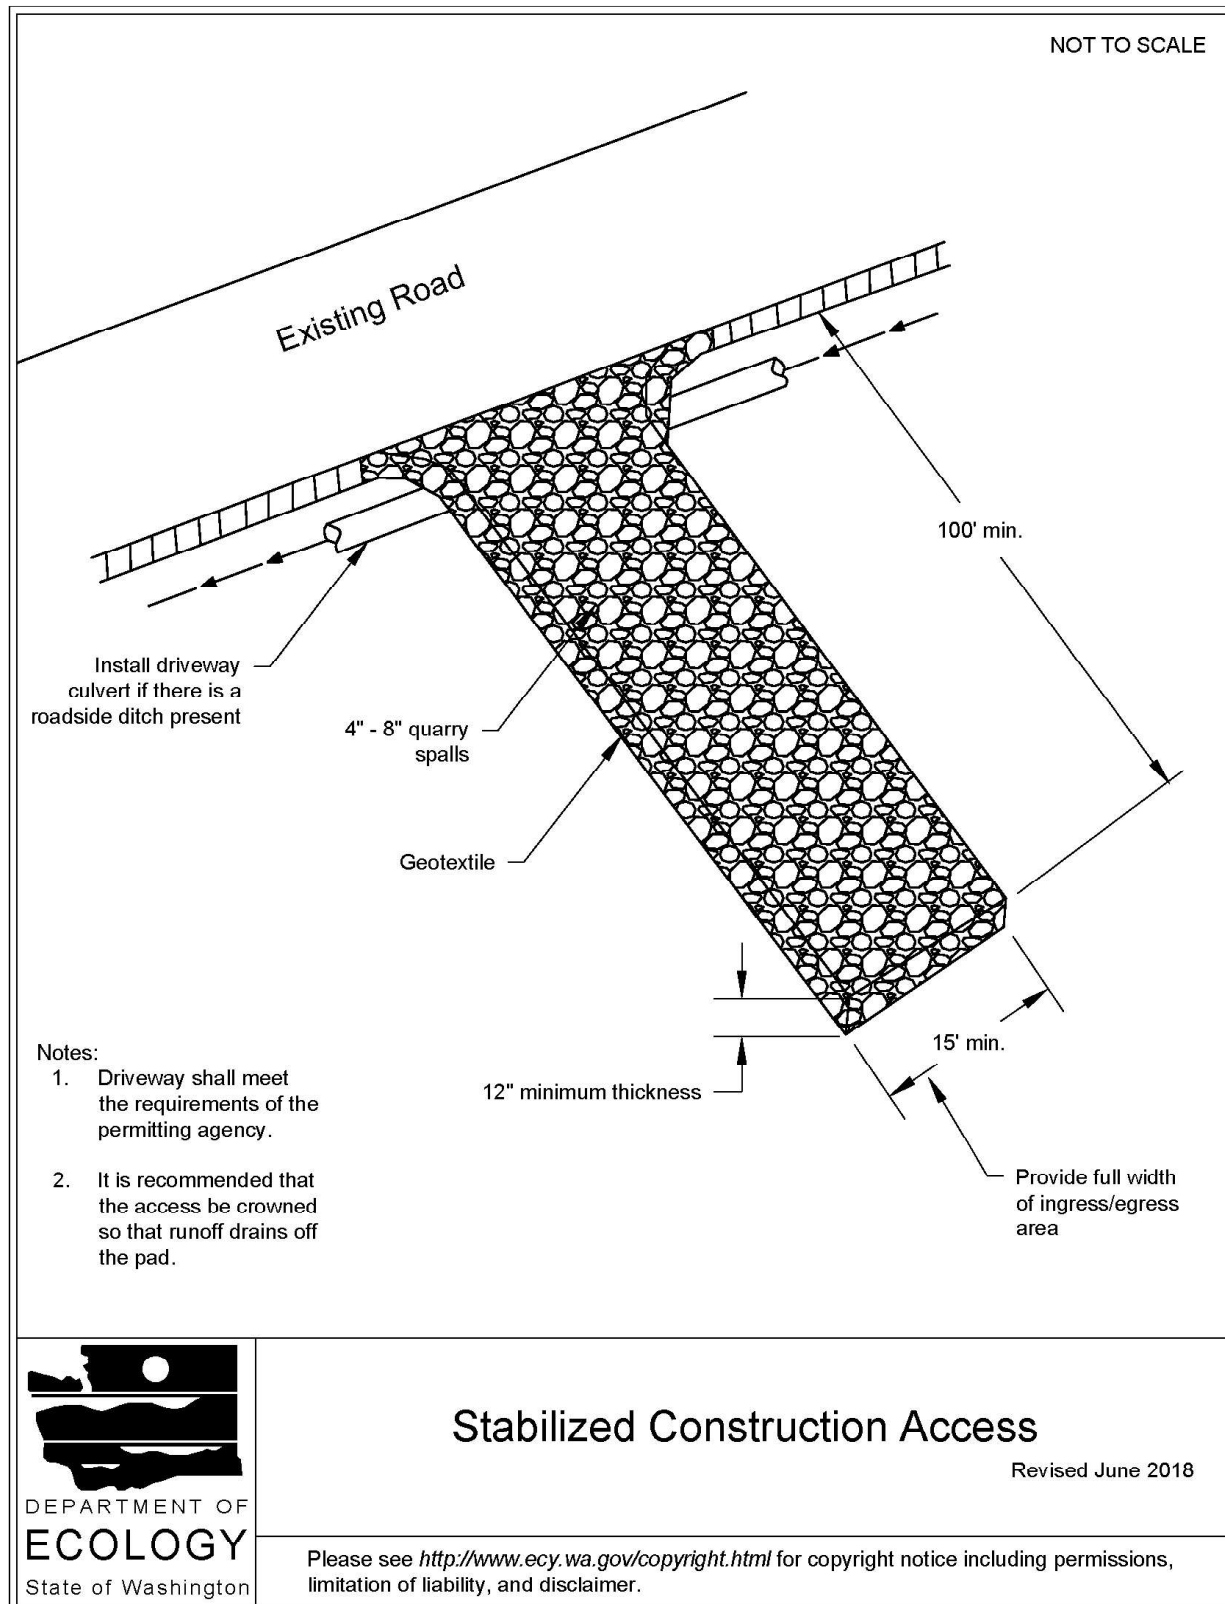 NOT TO SCALE
Existing Road
100' min.
Install driveway
culvert if there is a
roadside ditch present
4" - 8" quarry
spalls
Geotextile
15' min.
12" minimum thickness
Provide full width
of ingress/egress
area
Notes:
1. Driveway shall meet
the requirements of the
permitting agency.
2. It is recommended that
the access be crowned
so that runoff drains off
the pad.
DEPARTMENT OF
ECOLOGY
State of Washington
Stabilized Construction Access
Revised June 2018
Please see http://www.ecy.wa.gov/copyright.html for copyright notice including permissions,
limitation of liability, and disclaimer.